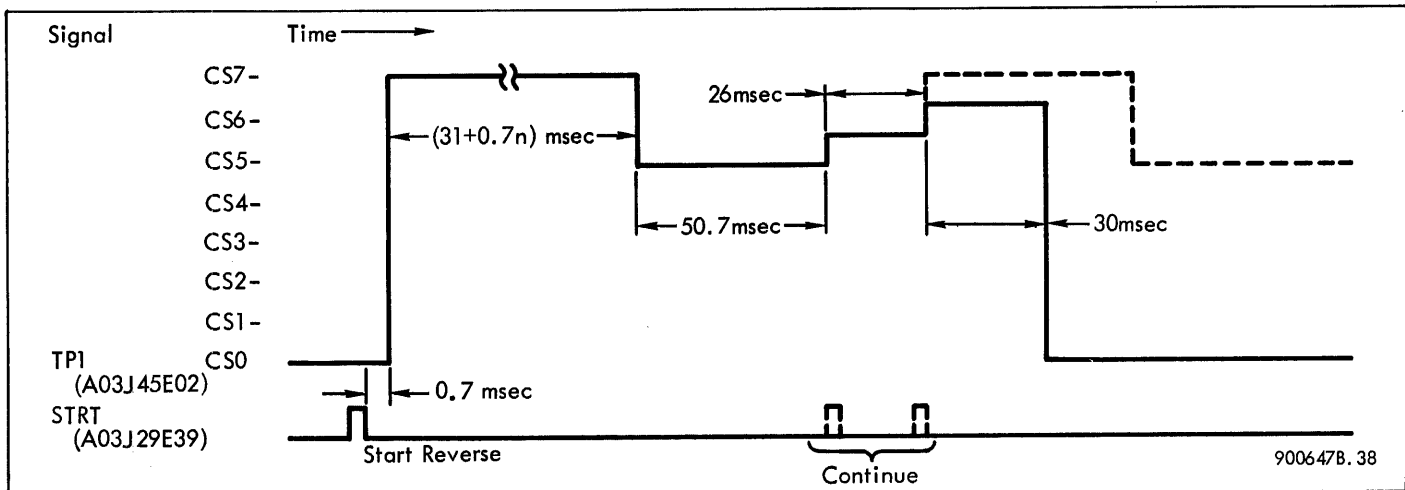 Signal Time
CS7-
26msec
CS6-
(31+0.7n) msec
CS5-
CS4-
50.7msec 30msec
CS3-
CS2-
CS1-
TP1 CS0
(A03J45E02)
0.7 msec
STRT
(A03J29E39)
Start Reverse
Continue
900647B.38